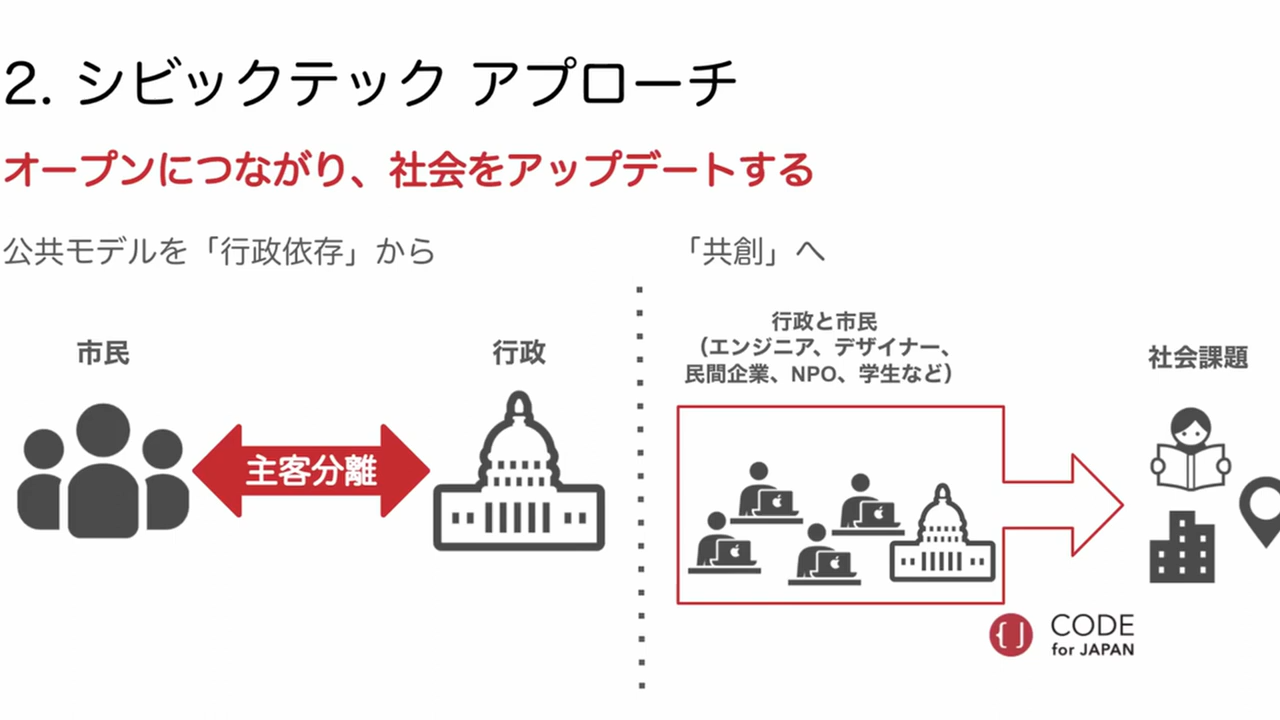 2. シビックテック アプローチ
オープンにつながり、社会をアップデートする
公共モデルを「行政依存」から
「共創」へ
市民
行政
主客分離
行政と市民
（エンジニア、デザイナー、
民間企業、NPO、学生など）
社会課題
CODE
for JAPAN